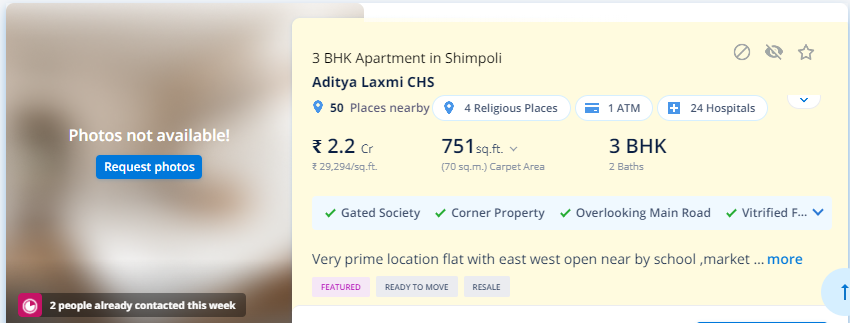 Photos not available!
Request photos
2 people already contacted this week
3 BHK Apartment in Shimpoli
Aditya Laxmi CHS
50 Places nearby 4 Religious Places 1 ATM 24 Hospitals
₹ 2.2 Cr 751 sq.ft. 3 BHK
₹ 29,294/sq.ft. (70 sq.m.) Carpet Area 2 Baths
Gated Society Corner Property Overlooking Main Road Vitrified F...
Very prime location flat with east west open near by school ,market ... more
FEATURED READY TO MOVE RESALE